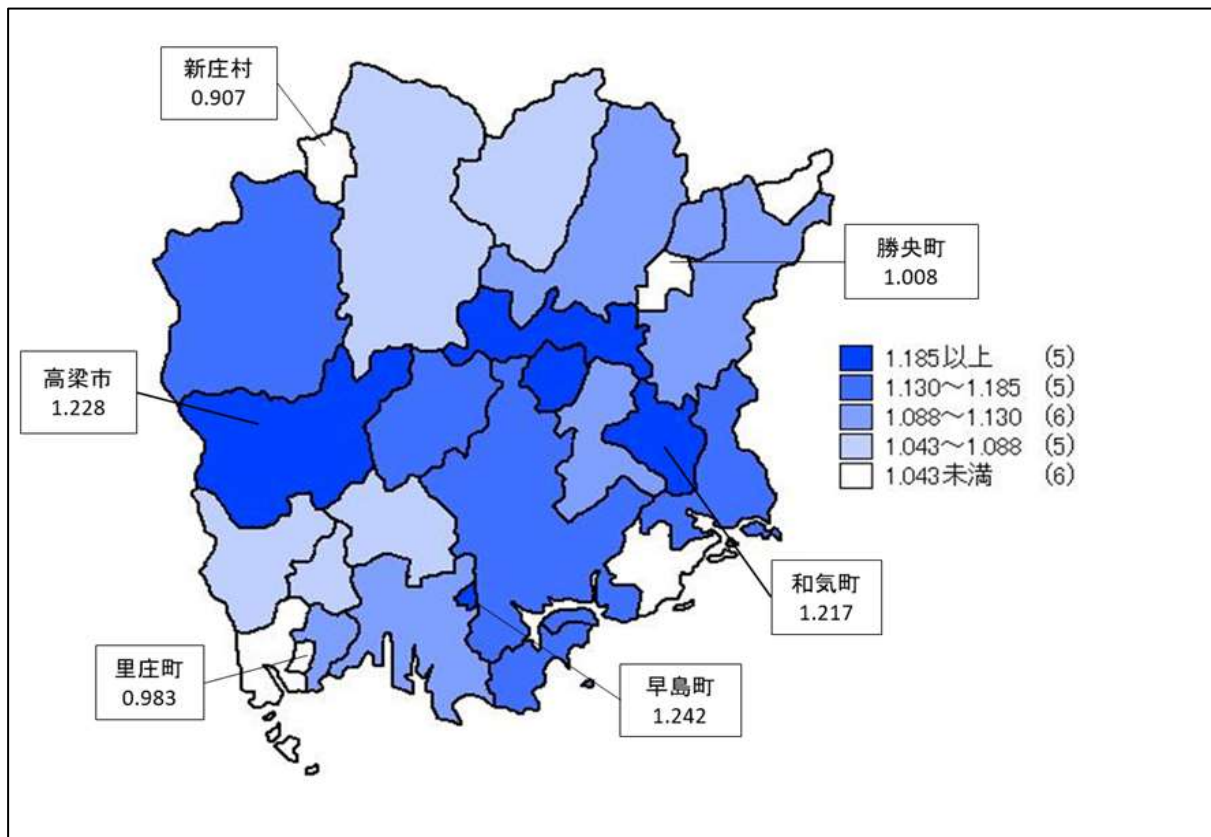 新庄村
0.907
勝央町
1.008
高梁市
1.228
1.185以上 (5)
1.130～1.185 (5)
1.088～1.130 (6)
1.043～1.088 (5)
1.043未満 (6)
和気町
1.217
里庄町
0.983
早島町
1.242